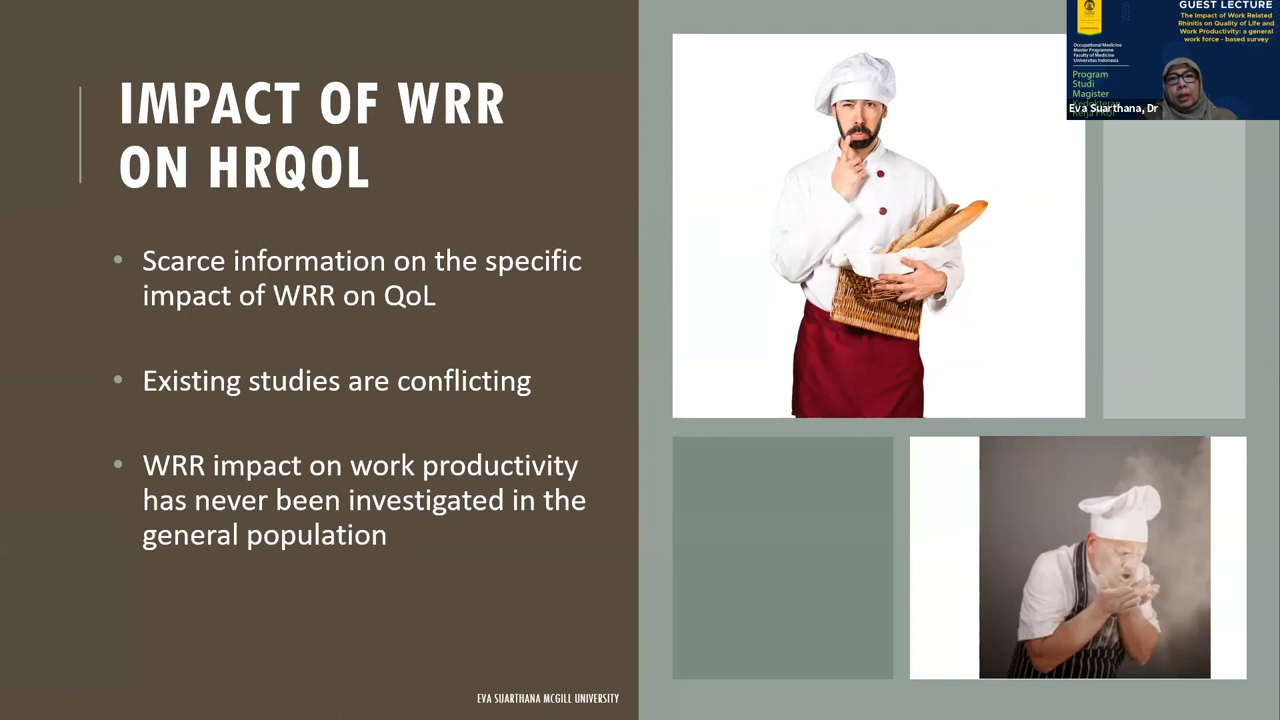 IMPACT OF WRR
ON HRQOL
• Scarce information on the specific
impact of WRR on QoL
• Existing studies are conflicting
• WRR impact on work productivity
has never been investigated in the
general population
EVA SUARTHANA MCGILL UNIVERSITY
GUEST LECTURE
The Impact of Work Related
Rhinitis on Quality of Life and
Work Productivity: a general
work force - based survey
Occupational Medicine
Master Programme
Faculty of Medicine
Universitas Indonesia
Program
Studi
Magister
Kedokteran
Kerja FKUI
Eva Suarthana, Dr